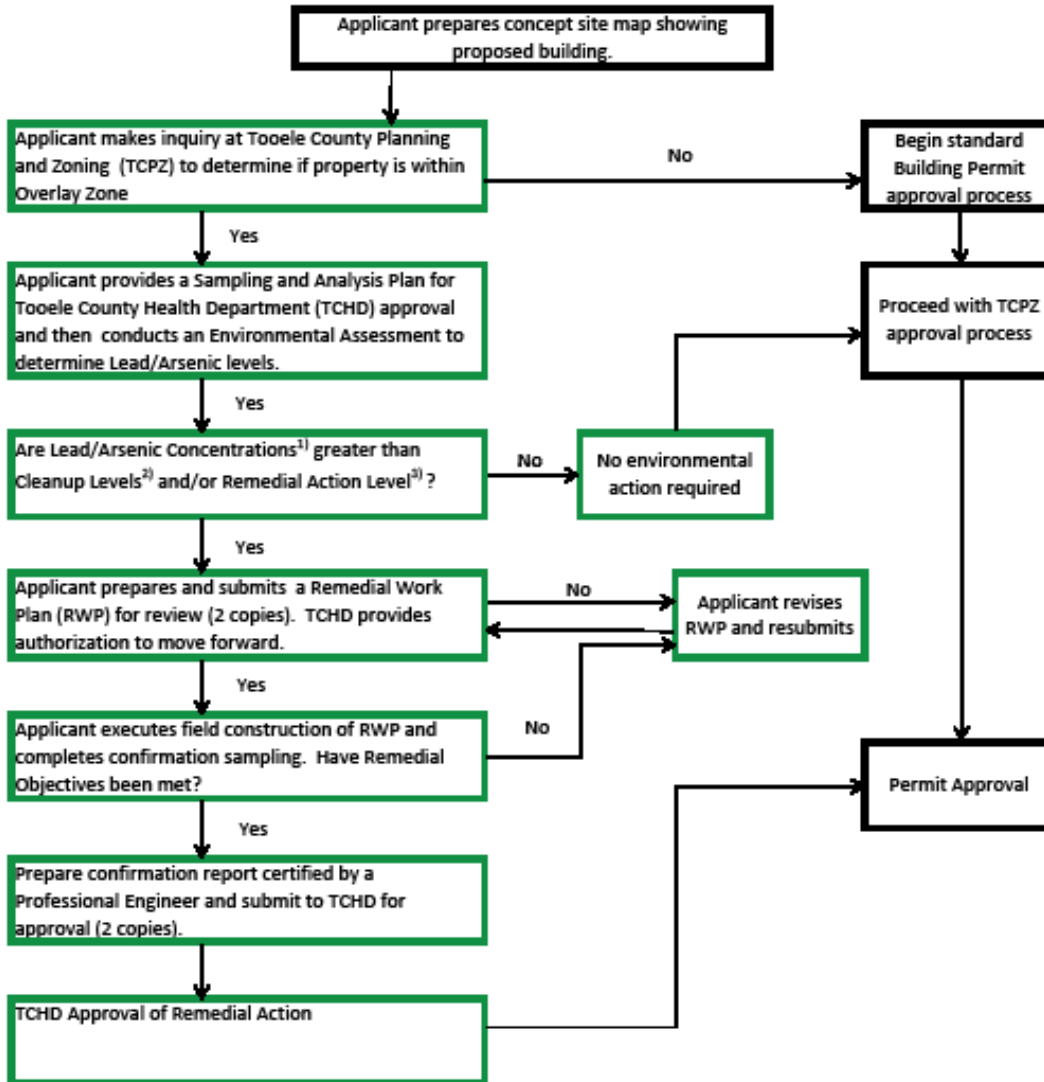 Applicant prepares concept site map showing
proposed building.
Applicant makes inquiry at Tooele County Planning
and Zoning (TCPZ) to determine if property is within
Overlay Zone
No
Begin standard
Building Permit
approval process
Yes
Applicant provides a Sampling and Analysis Plan for
Tooele County Health Department (TCHD) approval
and then conducts an Environmental Assessment to
determine Lead/Arsenic levels.
Proceed with TCPZ
approval process
Yes
Are Lead/Arsenic Concentrations1) greater than
Cleanup Levels2) and/or Remedial Action Level3) ?
No
No environmental
action required
Yes
Applicant prepares and submits a Remedial Work
Plan (RWP) for review (2 copies). TCHD provides
authorization to move forward.
No
Applicant revises
RWP and resubmits
Yes
Applicant executes field construction of RWP and
completes confirmation sampling. Have Remedial
Objectives been met?
No
Permit Approval
Yes
Prepare confirmation report certified by a
Professional Engineer and submit to TCHD for
approval (2 copies).
TCHD Approval of Remedial Action